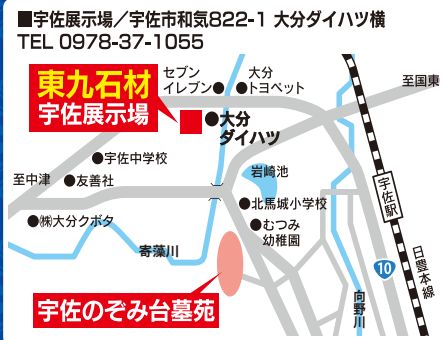 ■宇佐展示場／宇佐市和気822-1 大分ダイハツ横
TEL 0978-37-1055
東九石材
宇佐展示場
セブン
イレブン
大分
トヨペット
至国東
大分
ダイハツ
宇佐中学校
岩崎池
至中津
友善社
北馬城小学校
宇佐駅
㈱大分クボタ
むつみ
幼稚園
寄藻川
日豊本線
10
向野川
宇佐のぞみ台墓苑